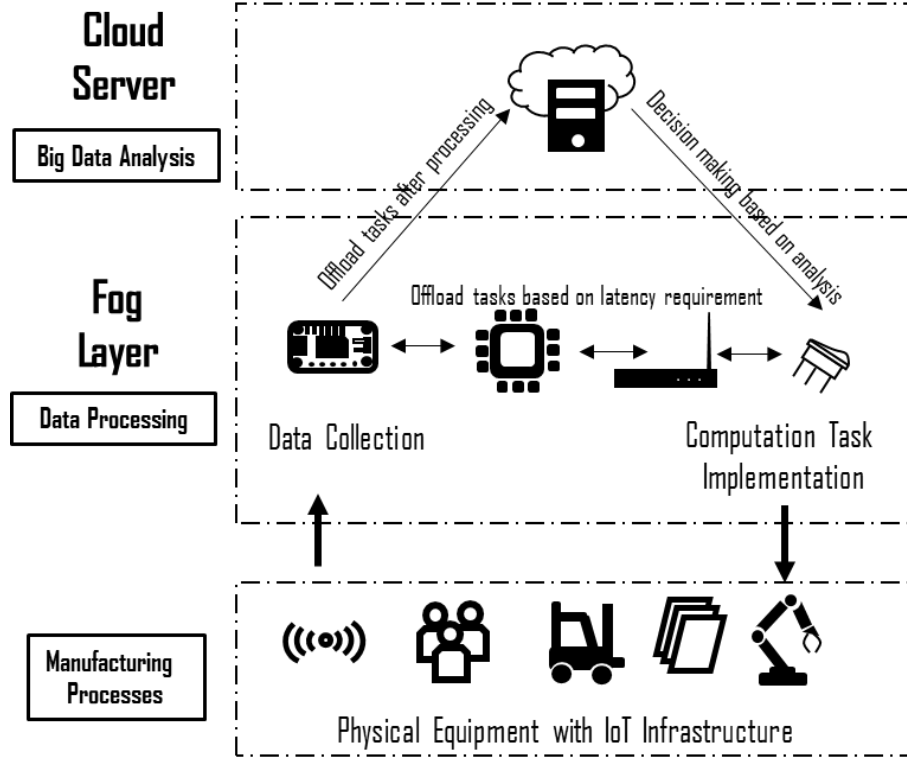 Cloud
Server
Big Data Analysis
Offload tasks after processing
Decision making based on analysis
Fog
Layer
Data Processing
Offload tasks based on latency requirement
Data Collection
Computation Task
Implementation
Manufacturing
Processes
Physical Equipment with IoT Infrastructure